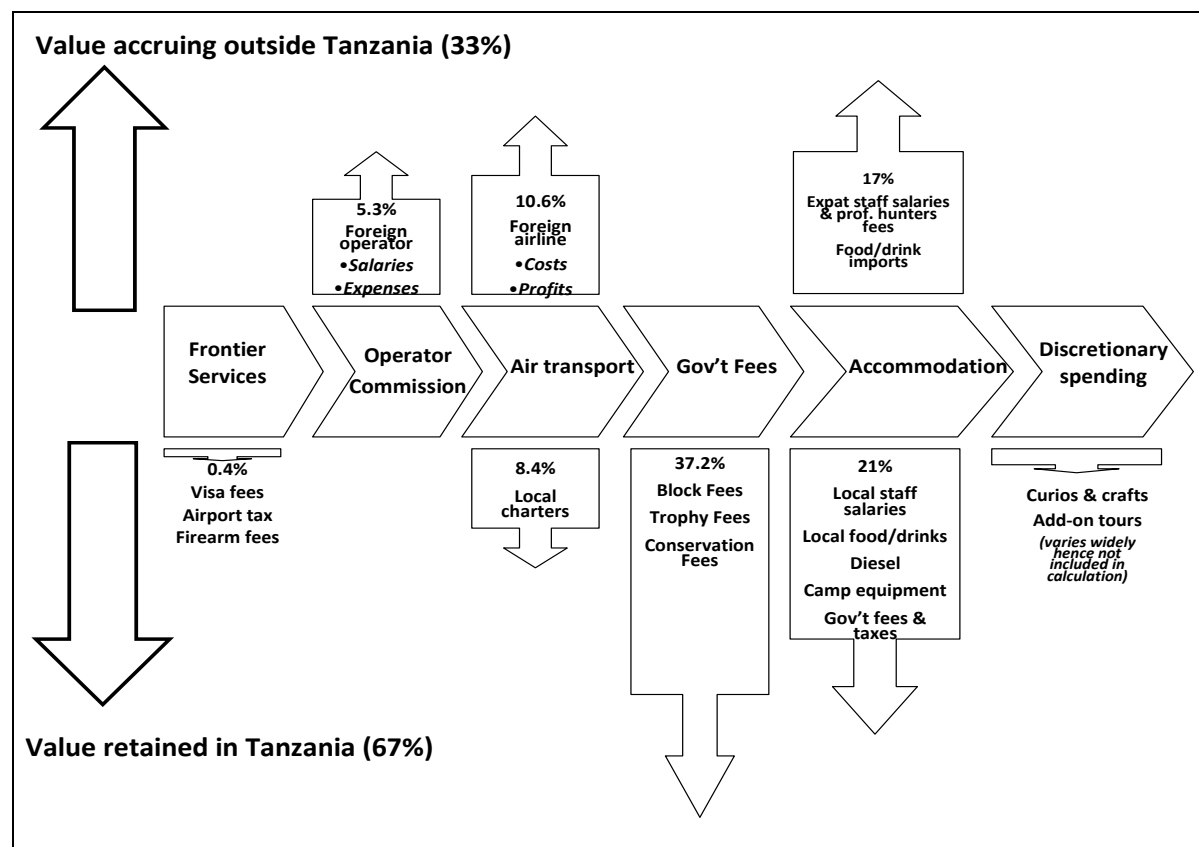 Value accruing outside Tanzania (33%)
5.3%
Foreign
operator
•Salaries
•Expenses
10.6%
Foreign
airline
•Costs
•Profits
17%
Expat staff salaries
& prof. hunters
fees
Food/drink
imports
Frontier
Services
Operator
Commission
Air transport
Gov't Fees
Accommodation
Discretionary
spending
0.4%
Visa fees
Airport tax
Firearm fees
8.4%
Local
charters
37.2%
Block Fees
Trophy Fees
Conservation
Fees
21%
Local staff
salaries
Local food/drinks
Diesel
Camp equipment
Gov't fees &
taxes
Curios & crafts
Add-on tours
(varies widely
hence not
included in
calculation)
Value retained in Tanzania (67%)